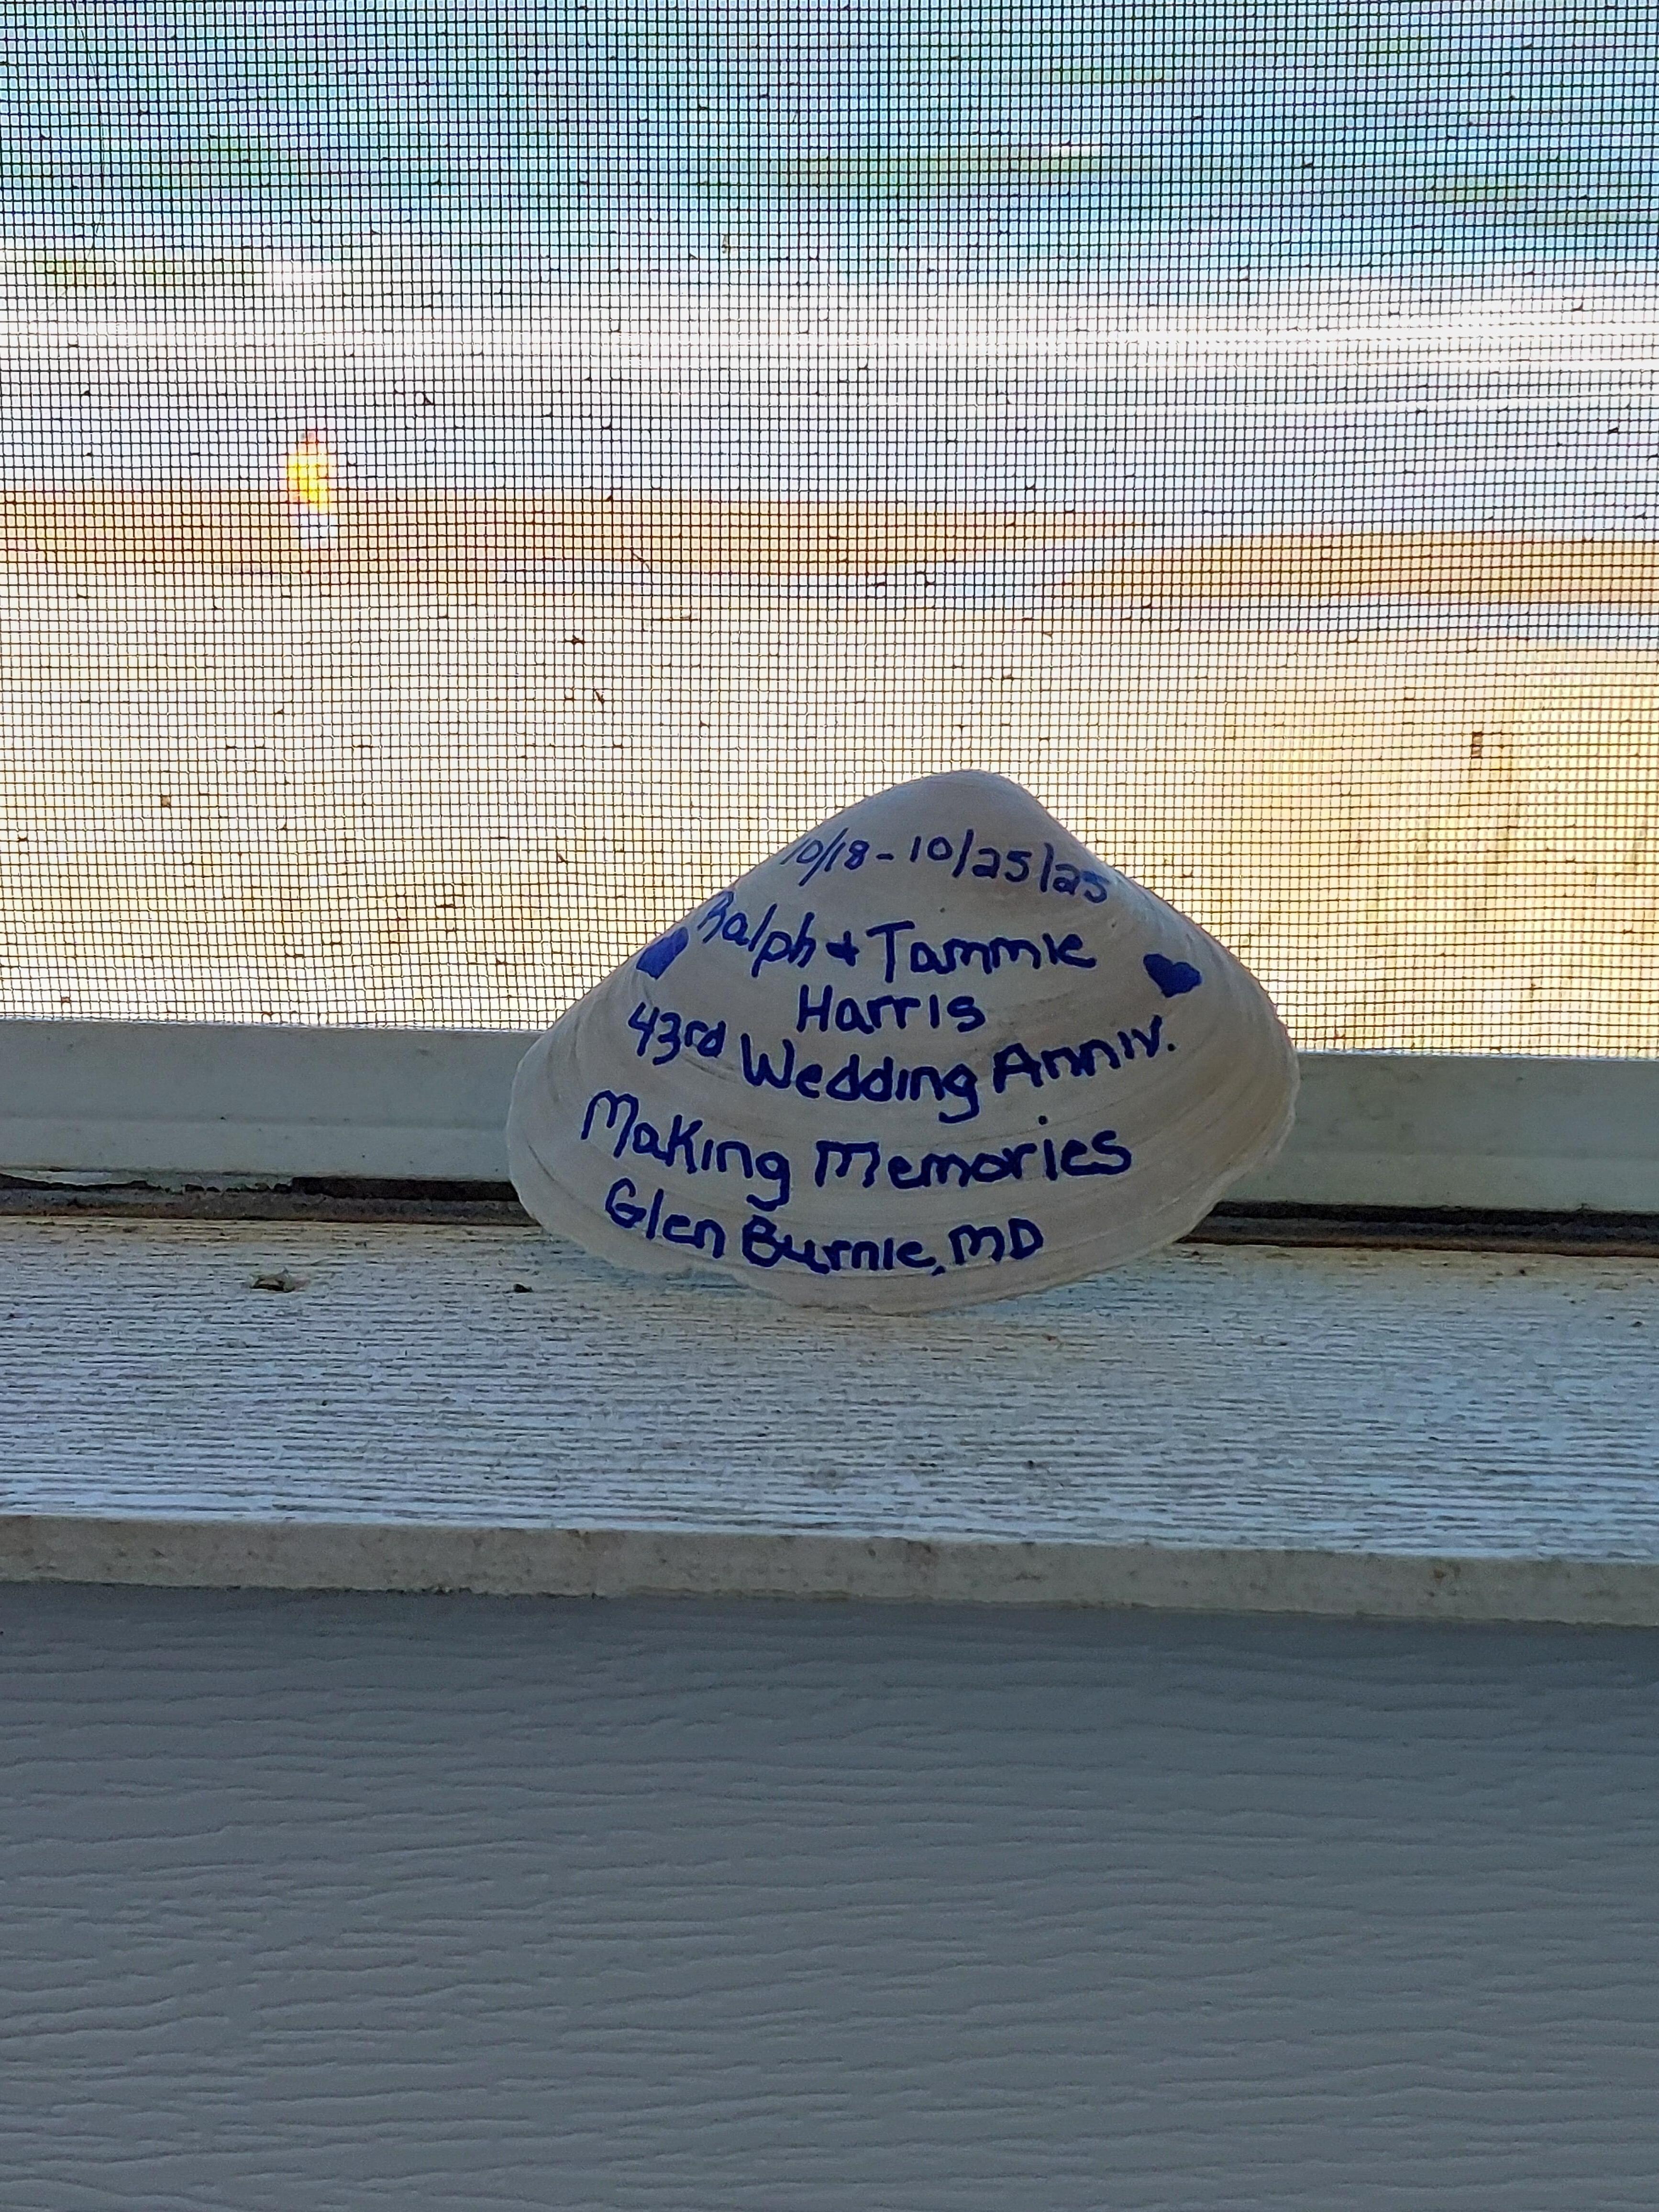 10/18-10/25/25
Ralph + Tammie
Harris
43rd Wedding Anniv.
Making Memories
Glen Burnie, MD